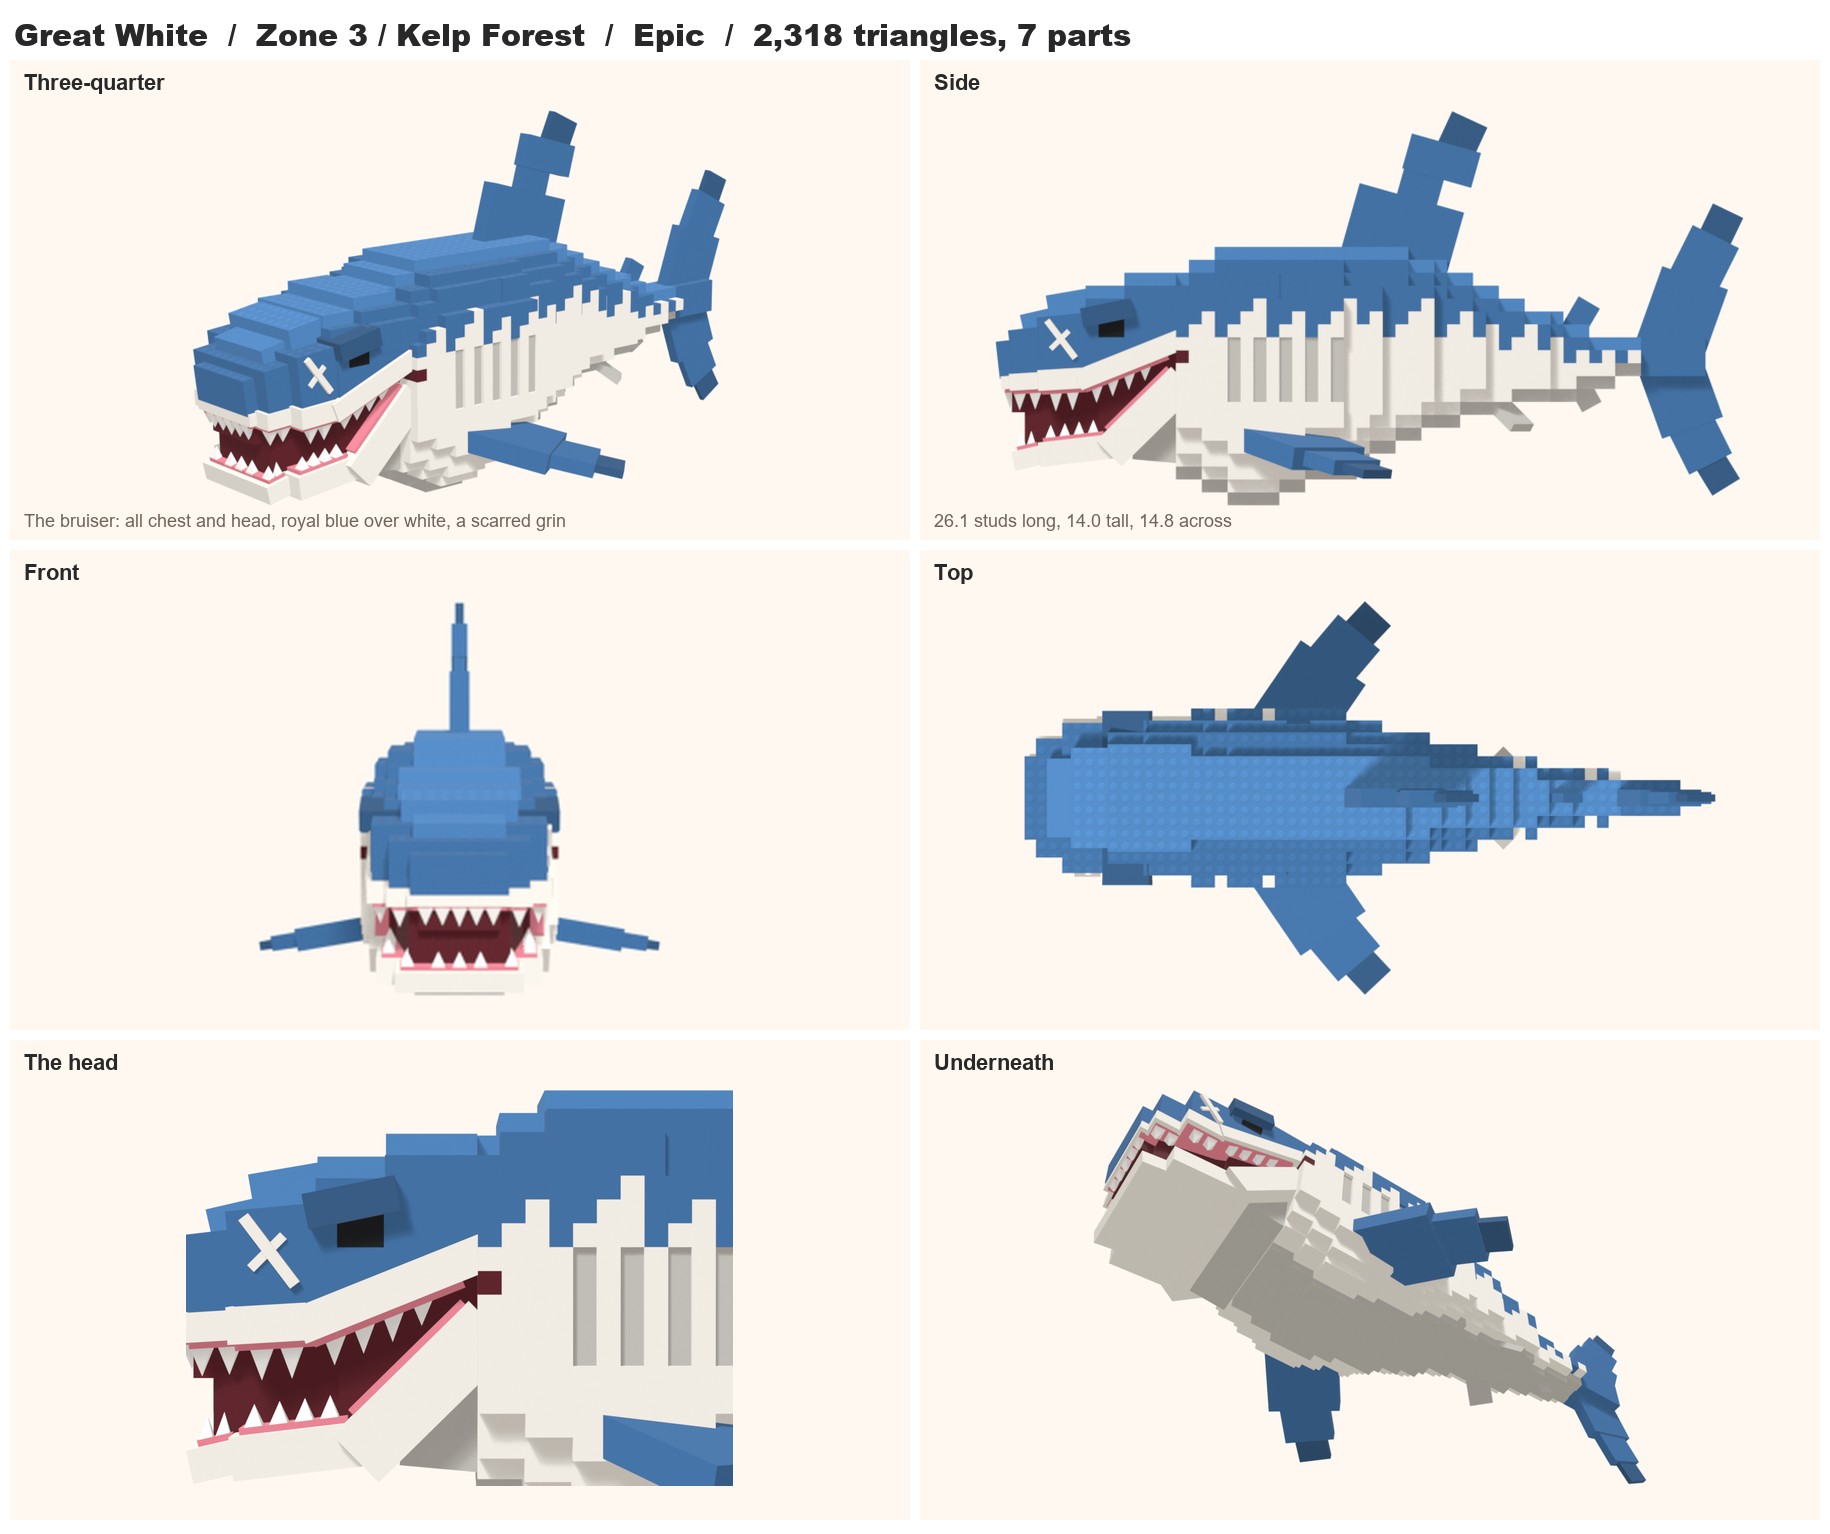 Great White / Zone 3 / Kelp Forest / Epic / 2,318 triangles, 7 parts
Three-quarter
Side
The bruiser: all chest and head, royal blue over white, a scarred grin
26.1 studs long, 14.0 tall, 14.8 across
Front
Top
The head
Underneath